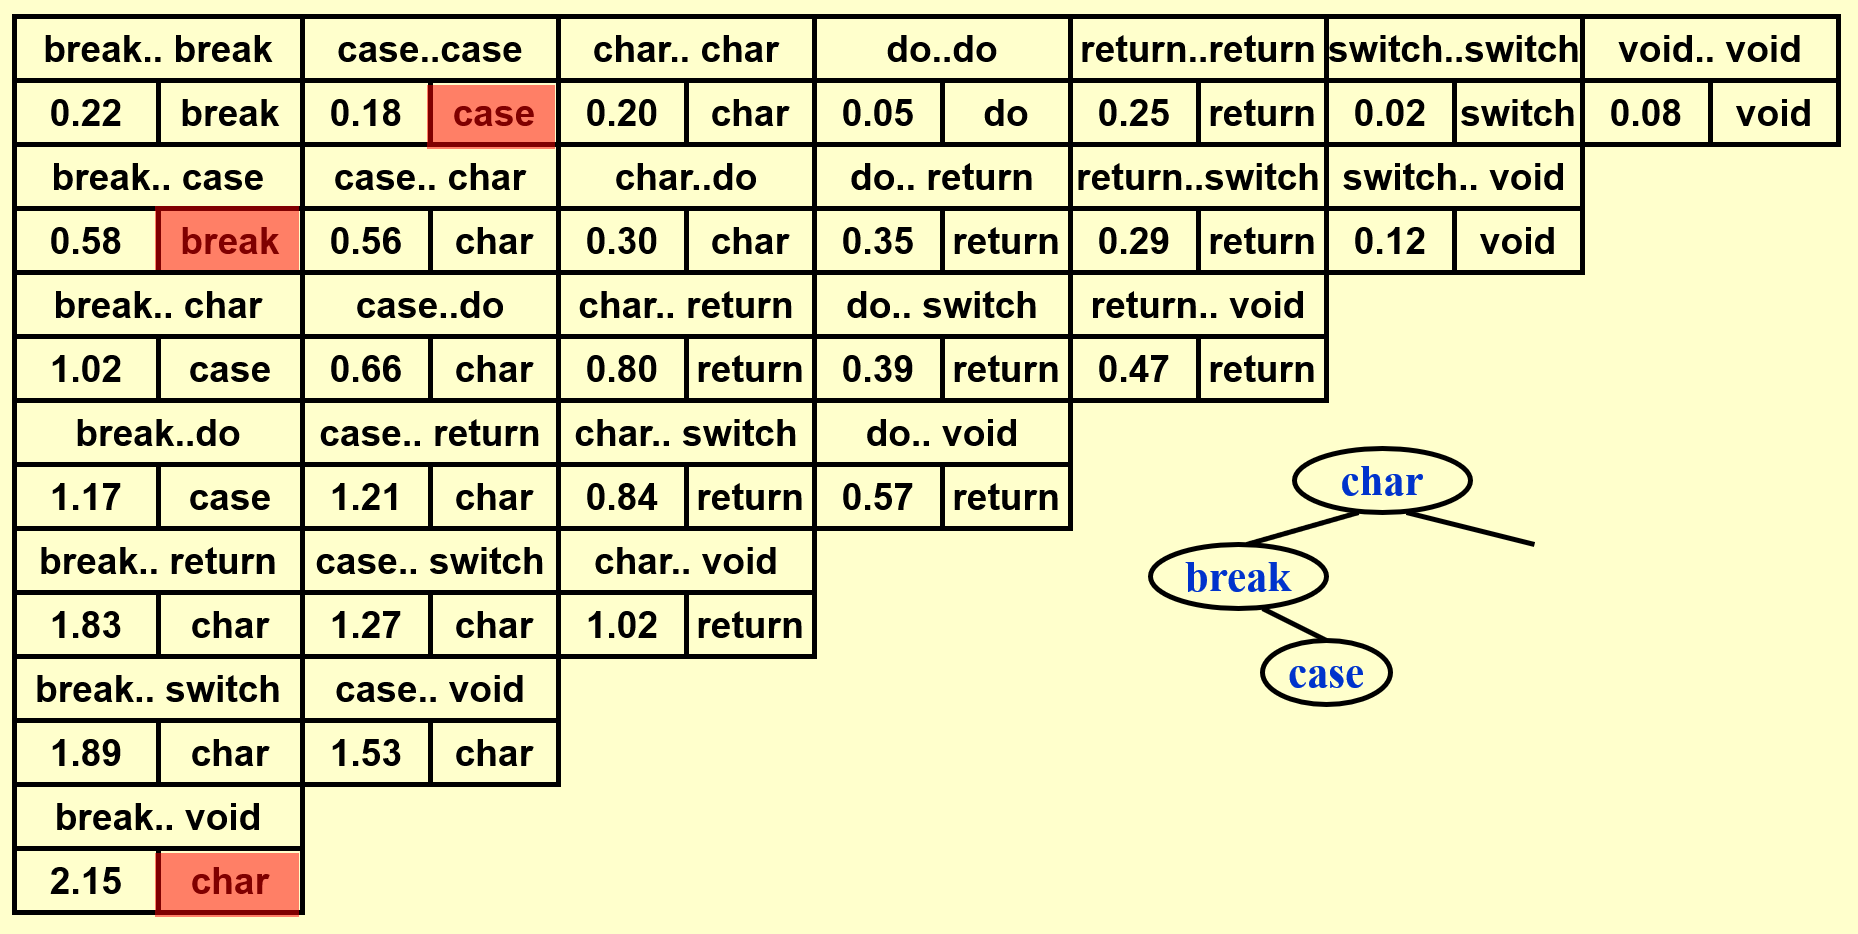 break.. break case..case char.. char do..do return..return switch..switch void.. void
0.22 break 0.18 case 0.20 char 0.05 do 0.25 return 0.02 switch 0.08 void
break.. case case.. char char..do do.. return return..switch switch.. void
0.58 break 0.56 char 0.30 char 0.35 return 0.29 return 0.12 void
break.. char case..do char.. return do.. switch return.. void
1.02 case 0.66 char 0.80 return 0.39 return 0.47 return
break..do case.. return char.. switch do.. void
1.17 case 1.21 char 0.84 return 0.57 return
break.. return case.. switch char.. void
1.83 char 1.27 char 1.02 return
break.. switch case.. void
1.89 char 1.53 char
break.. void
2.15 char
char
break
case